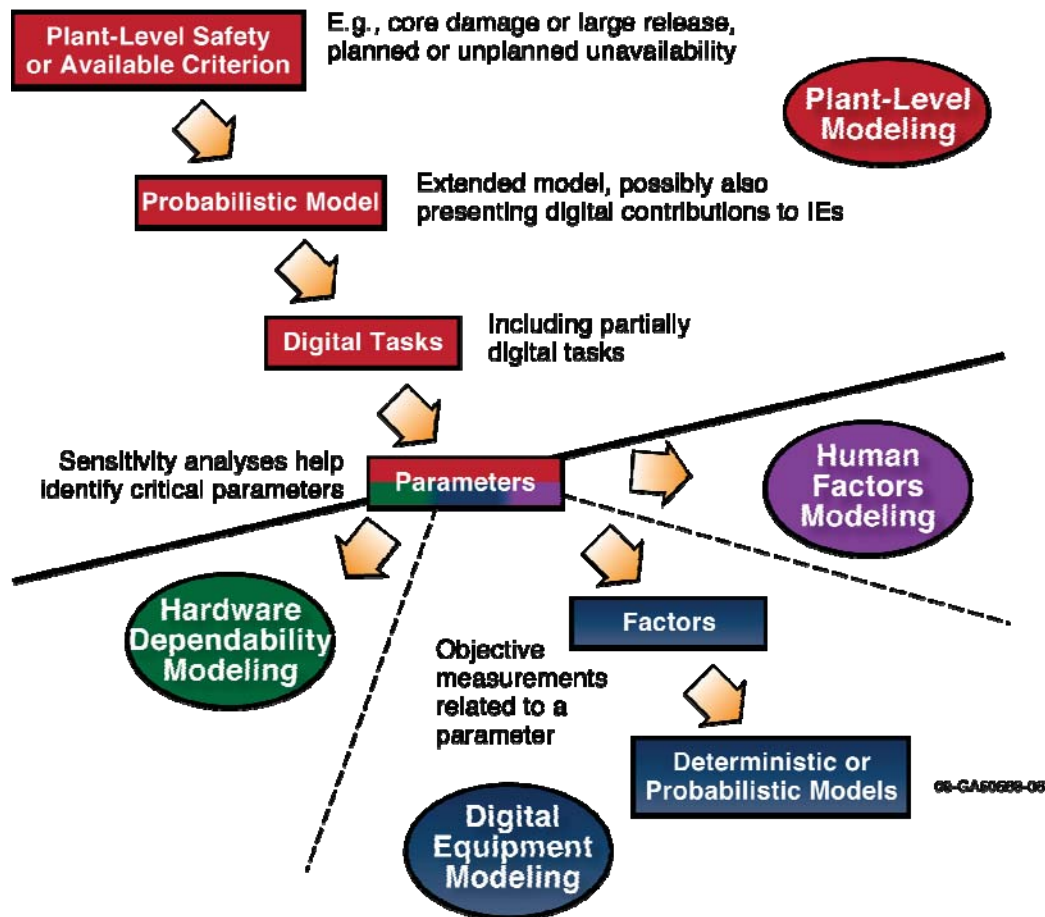 Plant-Level Safety
or Available Criterion
E.g., core damage or large release,
planned or unplanned unavailability
Plant-Level
Modeling
Probabilistic Model
Extended model, possibly also
presenting digital contributions to IEs
Digital Tasks
Including partially
digital tasks
Sensitivity analyses help
identify critical parameters
Parameters
Human
Factors
Modeling
Hardware
Dependability
Modeling
Factors
Objective
measurements
related to a
parameter
Deterministic or
Probabilistic Models
Digital
Equipment
Modeling